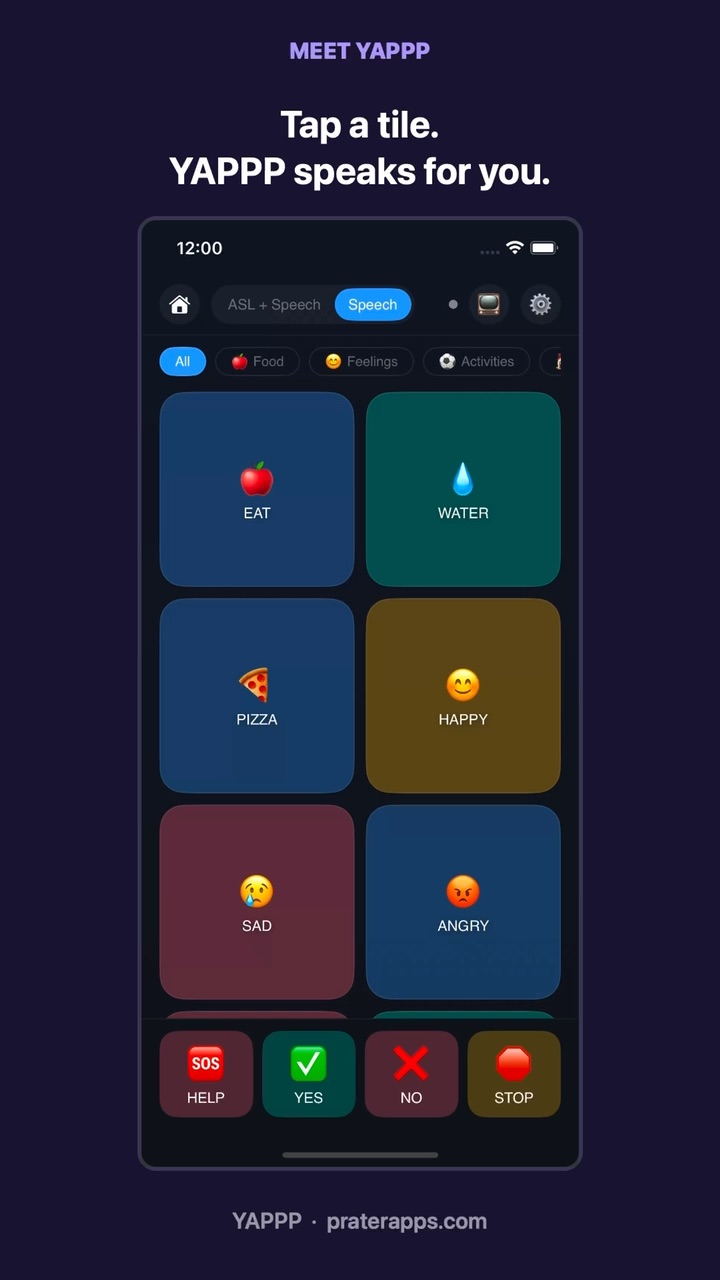 MEET YAPPP
Tap a tile.
YAPPP speaks for you.
12:00
ASL + Speech Speech
All Food Feelings Activities
EAT WATER
PIZZA HAPPY
SAD ANGRY
SOS
HELP YES NO STOP
YAPPP · praterapps.com